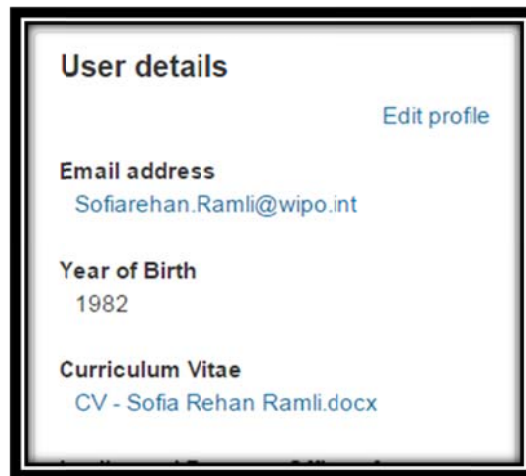 User details
Edit profile
Email address
Sofiarehan.Ramli@wipo.int
Year of Birth
1982
Curriculum Vitae
CV - Sofia Rehan Ramli.docx